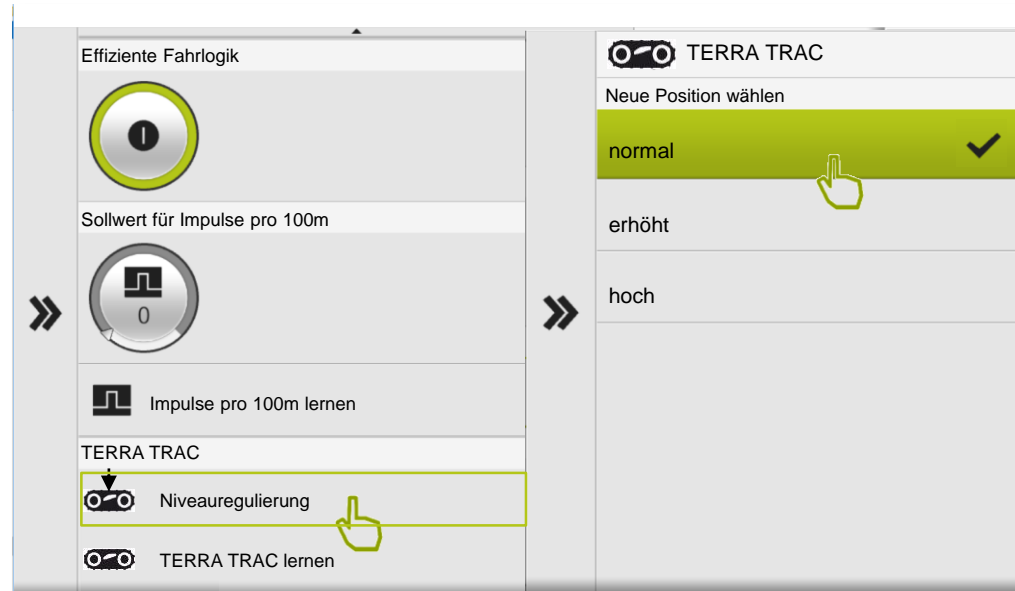 Effiziente Fahrlogik
Sollwert für Impulse pro 100m
0
Impulse pro 100m lernen
TERRA TRAC
Niveauregulierung
TERRA TRAC lernen
TERRA TRAC
Neue Position wählen
normal
erhöht
hoch